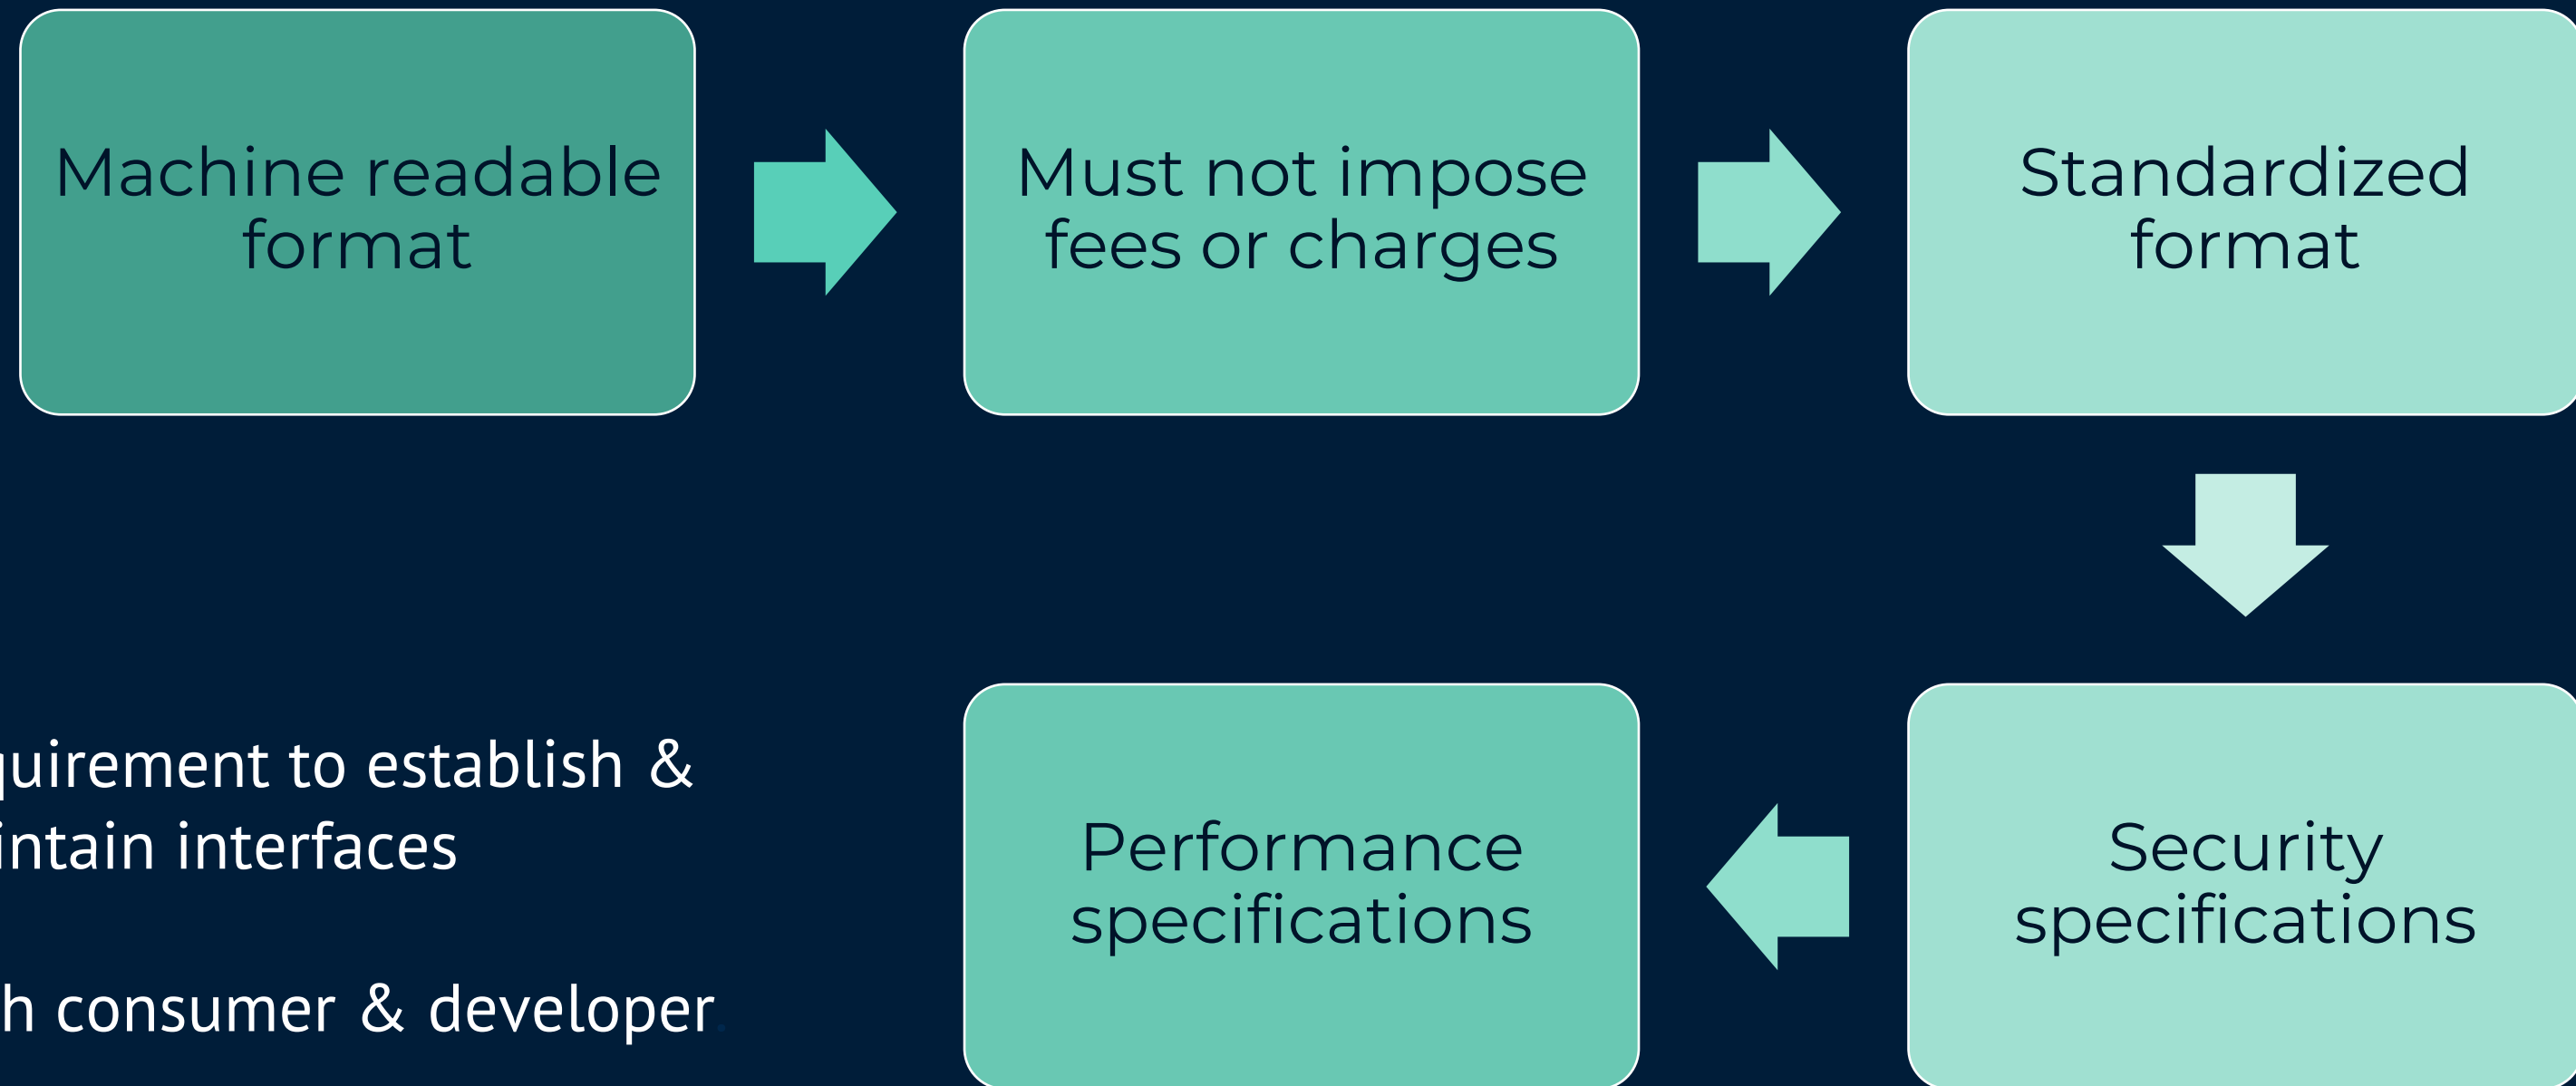 Machine readable
format
Must not impose
fees or charges
Standardized
format
Security
specifications
Performance
specifications
quirement to establish &
intain interfaces
h consumer & developer.